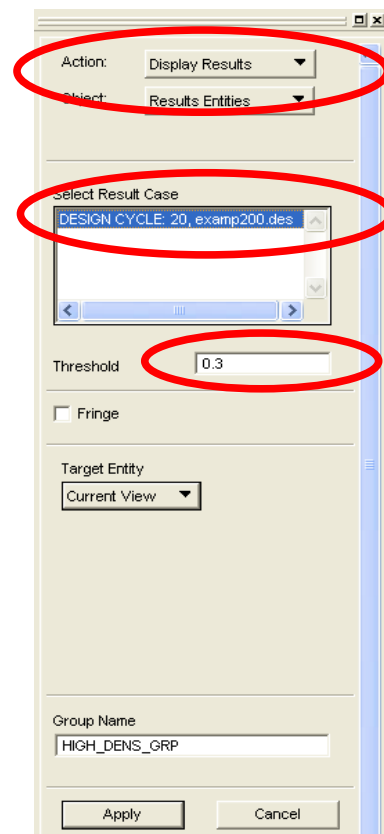 Action: Display Results
Object: Results Entities
Select Result Case
DESIGN CYCLE: 20, examp200.des
Threshold 0.3
Fringe
Target Entity
Current View
Group Name
HIGH_DENS_GRP
Apply Cancel